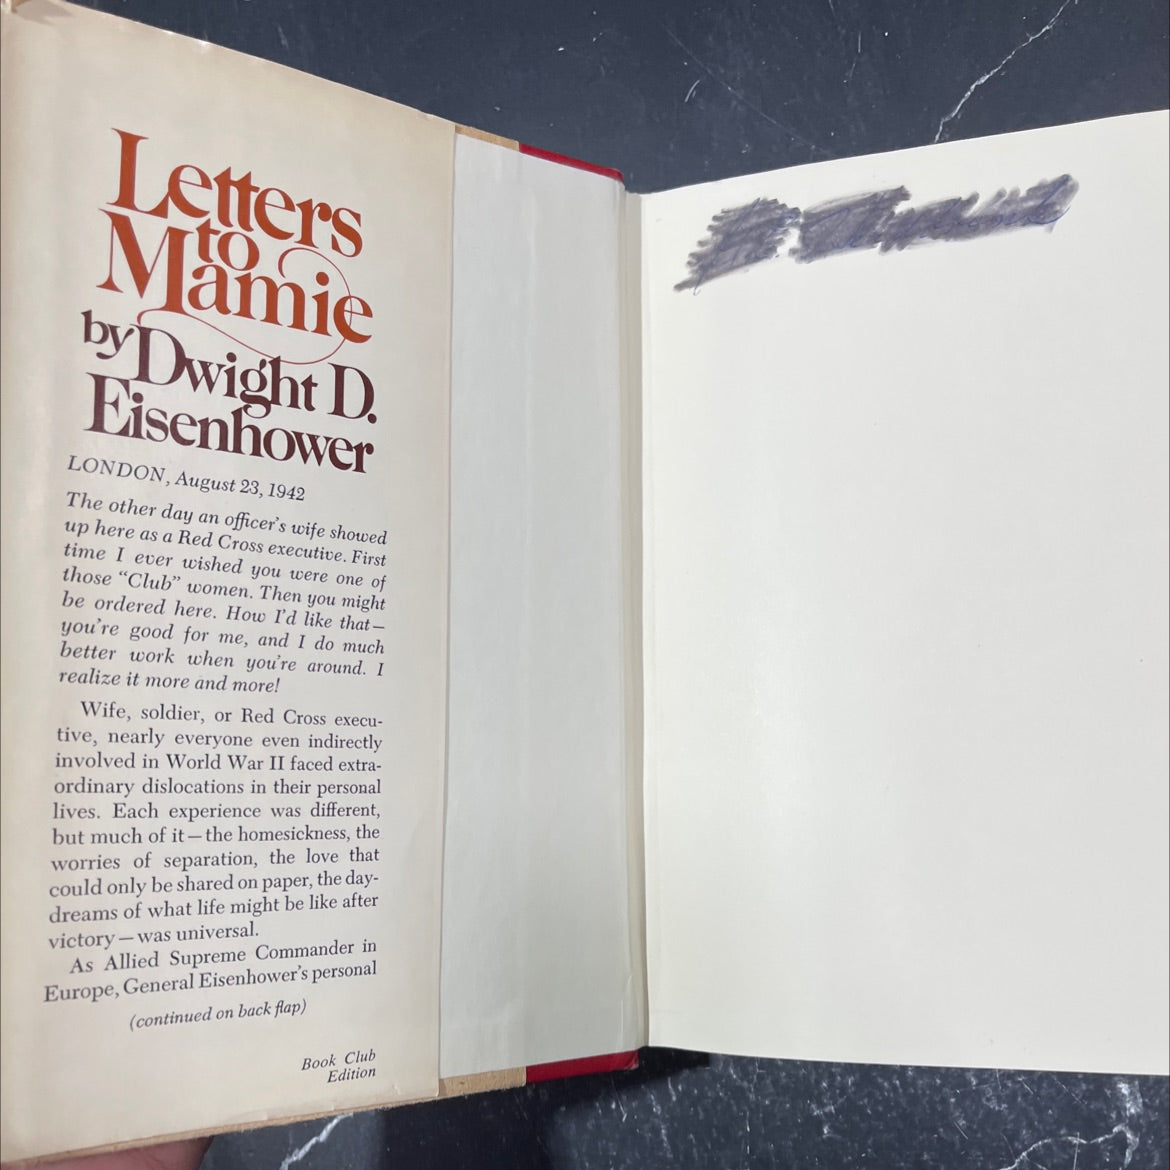 Letters
to
Mamie
by Dwight D.
Eisenhower
LONDON, August 23, 1942
The other day an officer's wife showed
up here as a Red Cross executive. First
time I ever wished you were one of
those “Club” women. Then you might
be ordered here. How I'd like that—
you're good for me, and I do much
better work when you're around. I
realize it more and more!
Wife, soldier, or Red Cross execu-
tive, nearly everyone even indirectly
involved in World War II faced extra-
ordinary dislocations in their personal
lives. Each experience was different,
but much of it—the homesickness, the
worries of separation, the love that
could only be shared on paper, the day-
dreams of what life might be like after
victory—was universal.
As Allied Supreme Commander in
Europe, General Eisenhower's personal
(continued on back flap)
Book Club
Edition